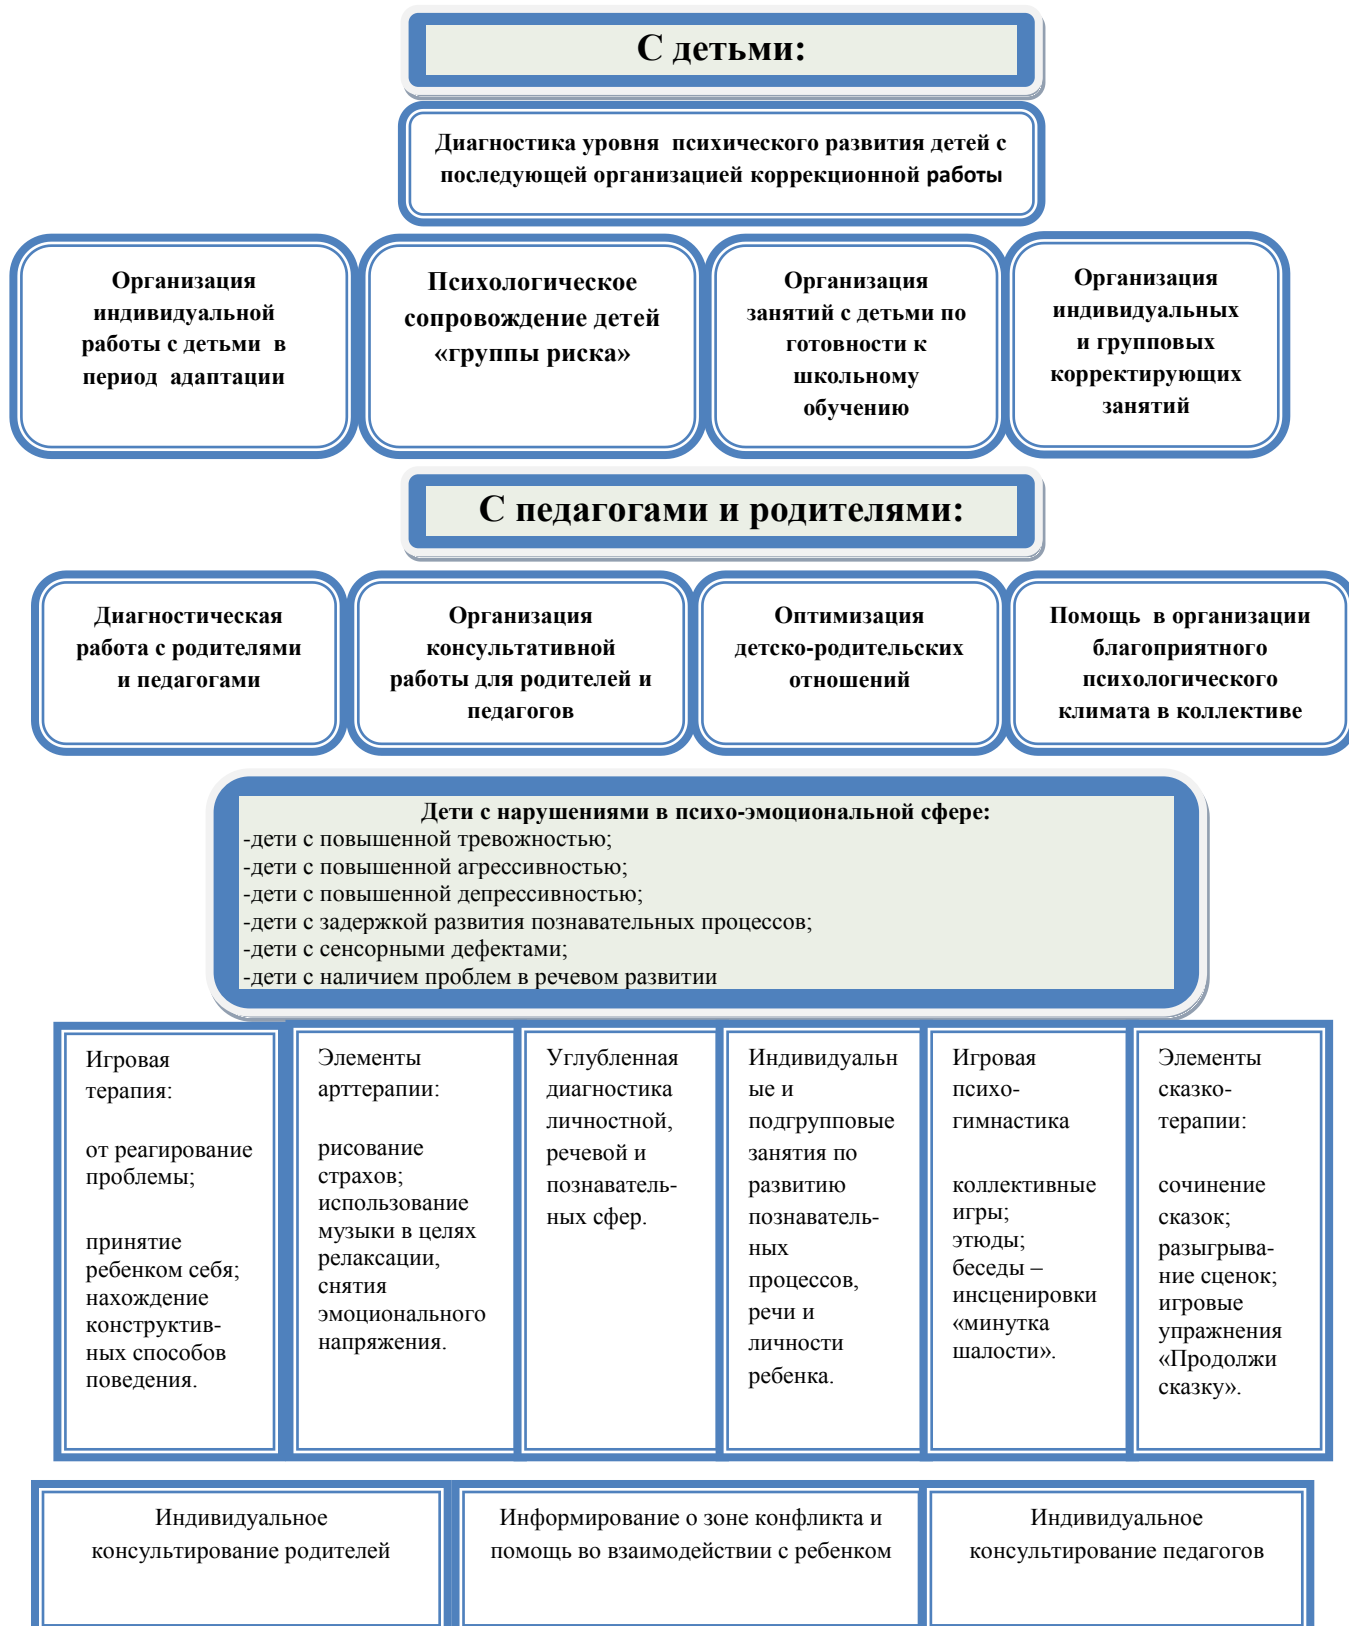 С детьми:
Диагностика уровня психического развития детей с
последующей организацией коррекционной работы
Организация
индивидуальной
работы с детьми в
период адаптации
Психологическое
сопровождение детей
«группы риска»
Организация
занятий с детьми по
готовности к
школьному
обучению
Организация
индивидуальных
и групповых
корректирующих
занятий
С педагогами и родителями:
Диагностическая
работа с родителями
и педагогами
Организация
консультативной
работы для родителей и
педагогов
Оптимизация
детско-родительских
отношений
Помощь в организации
благоприятного
психологического
климата в коллективе
Дети с нарушениями в психо-эмоциональной сфере:
-дети с повышенной тревожностью;
-дети с повышенной агрессивностью;
-дети с повышенной депрессивностью;
-дети с задержкой развития познавательных процессов;
-дети с сенсорными дефектами;
-дети с наличием проблем в речевом развитии
Игровая
терапия:
от реагирование
проблемы;
принятие
ребенком себя;
нахождение
конструктив-
ных способов
поведения.
Элементы
арттерапии:
рисование
страхов;
использование
музыки в целях
релаксации,
снятия
эмоционального
напряжения.
Углубленная
диагностика
личностной,
речевой и
познаватель-
ных сфер.
Индивидуальн
ые и
подгрупповые
занятия по
развитию
познаватель-
ных
процессов,
речи и
личности
ребенка.
Игровая
психо-
гимнастика
коллективные
игры;
этюды;
беседы –
инсценировки
«минутка
шалости».
Элементы
сказко-
терапии:
сочинение
сказок;
разыгрыва-
ние сценок;
игровые
упражнения
«Продолжи
сказку».
Индивидуальное
консультирование родителей
Информирование о зоне конфликта и
помощь во взаимодействии с ребенком
Индивидуальное
консультирование педагогов